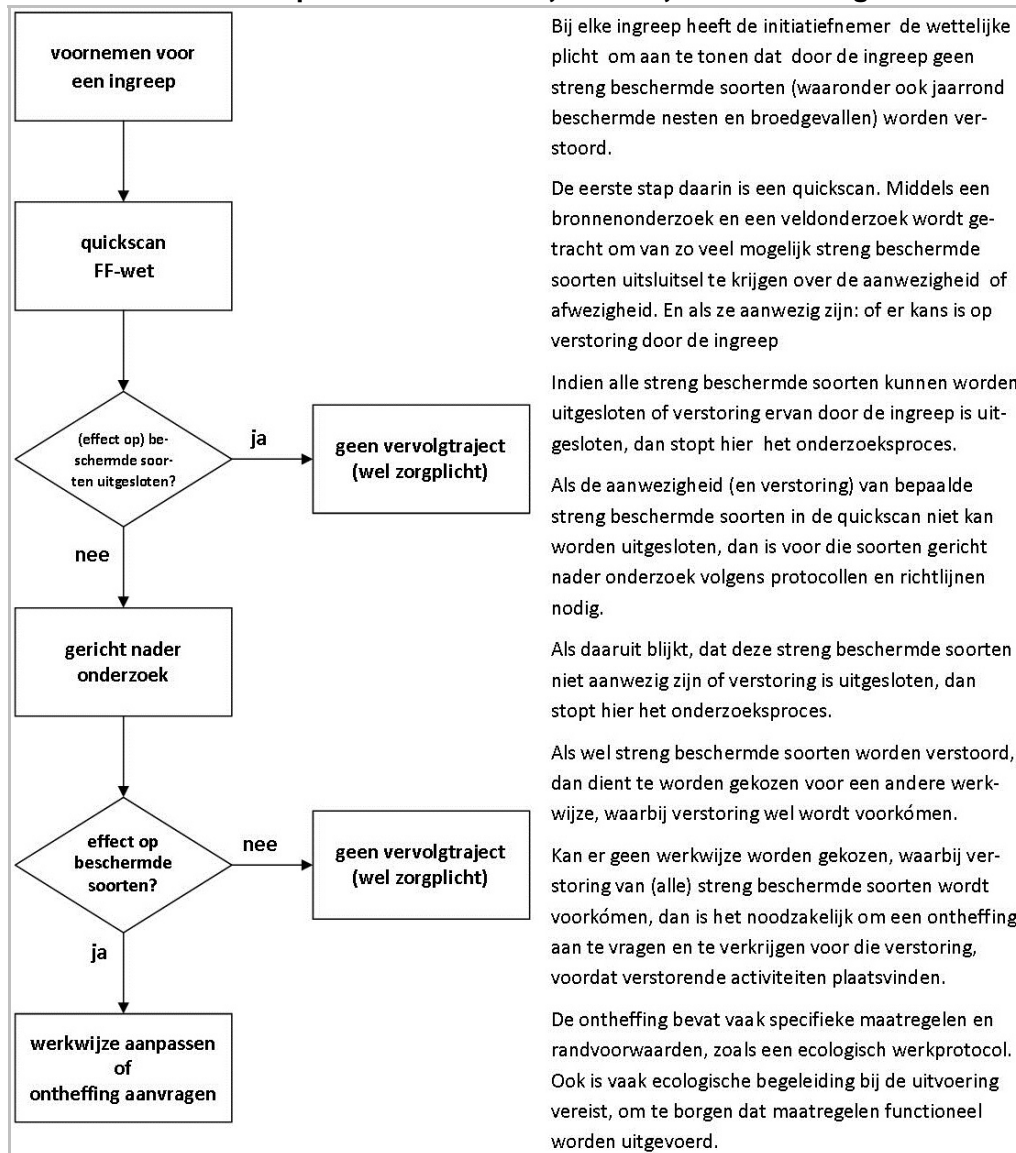 voornemen voor
een ingreep
quickscan
FF-wet
(effect op) be-
schermde soor-
ten uitgesloten?
ja
geen vervolgtraject
(wel zorgplicht)
nee
gericht nader
onderzoek
effect op
beschermde
soorten?
nee
geen vervolgtraject
(wel zorgplicht)
ja
werkwijze aanpassen
of
ontheffing aanvragen
Bij elke ingreep heeft de initiatiefnemer de wettelijke
plicht om aan te tonen dat door de ingreep geen
streng beschermde soorten (waaronder ook jaarrond
beschermde nesten en broedgevallen) worden ver-
stoord.
De eerste stap daarin is een quickscan. Middels een
bronnenonderzoek en een veldonderzoek wordt ge-
tracht om van zo veel mogelijk streng beschermde
soorten uitsluitsel te krijgen over de aanwezigheid of
afwezigheid. En als ze aanwezig zijn: of er kans is op
verstoring door de ingreep
Indien alle streng beschermde soorten kunnen worden
uitgesloten of verstoring ervan door de ingreep is uit-
gesloten, dan stopt hier het onderzoeksproces.
Als de aanwezigheid (en verstoring) van bepaalde
streng beschermde soorten in de quickscan niet kan
worden uitgesloten, dan is voor die soorten gericht
nader onderzoek volgens protocollen en richtlijnen
nodig.
Als daaruit blijkt, dat deze streng beschermde soorten
niet aanwezig zijn of verstoring is uitgesloten, dan
stopt hier het onderzoeksproces.
Als wel streng beschermde soorten worden verstoord,
dan dient te worden gekozen voor een andere werk-
wijze, waarbij verstoring wel wordt voorkómen.
Kan er geen werkwijze worden gekozen, waarbij ver-
storing van (alle) streng beschermde soorten wordt
voorkómen, dan is het noodzakelijk om een ontheffing
aan te vragen en te verkrijgen voor die verstoring,
voordat verstorende activiteiten plaatsvinden.
De ontheffing bevat vaak specifieke maatregelen en
randvoorwaarden, zoals een ecologisch werkprotocol.
Ook is vaak ecologische begeleiding bij de uitvoering
vereist, om te borgen dat maatregelen functioneel
worden uitgevoerd.